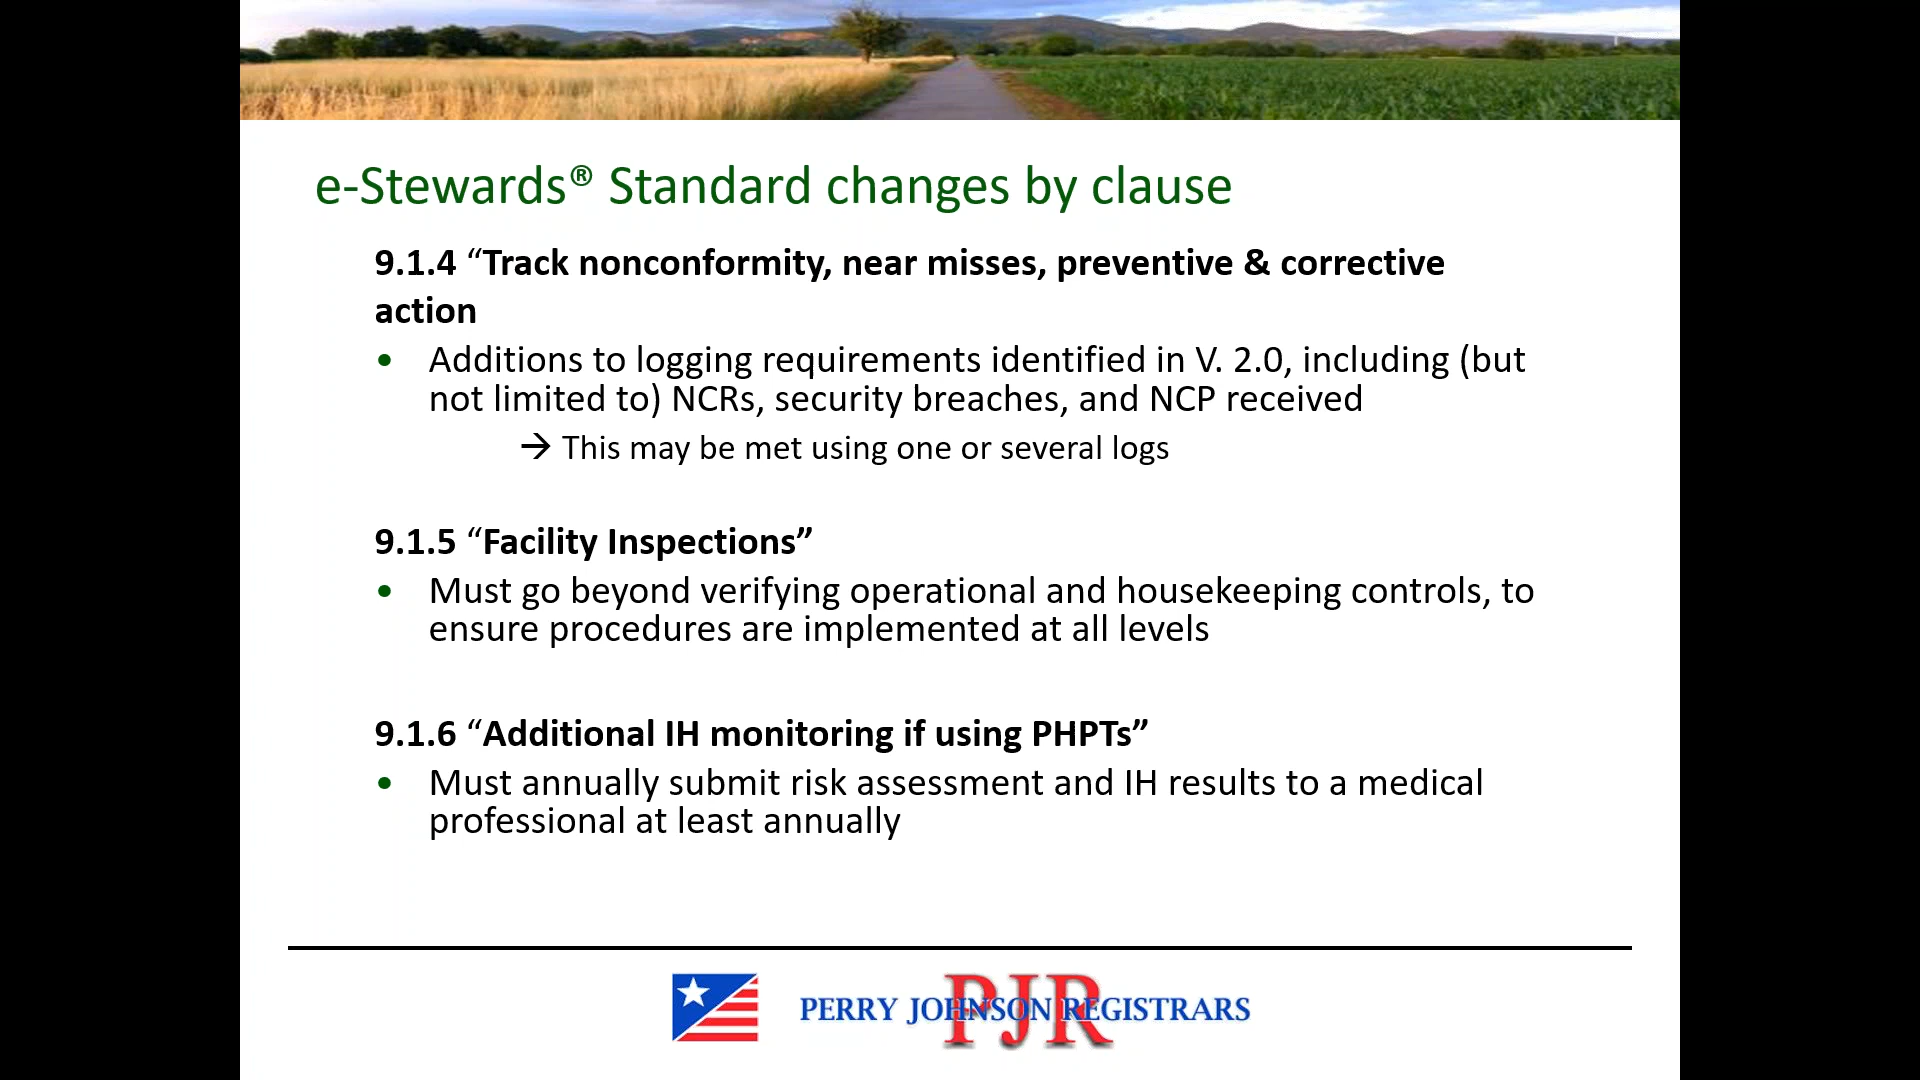 e-Stewards® Standard changes by clause
9.1.4 “Track nonconformity, near misses, preventive & corrective
action
• Additions to logging requirements identified in V. 2.0, including (but
not limited to) NCRs, security breaches, and NCP received
→ This may be met using one or several logs
9.1.5 “Facility Inspections”
• Must go beyond verifying operational and housekeeping controls, to
ensure procedures are implemented at all levels
9.1.6 “Additional IH monitoring if using PHPTs”
• Must annually submit risk assessment and IH results to a medical
professional at least annually
PJR
PERRY JOHNSON REGISTRARS